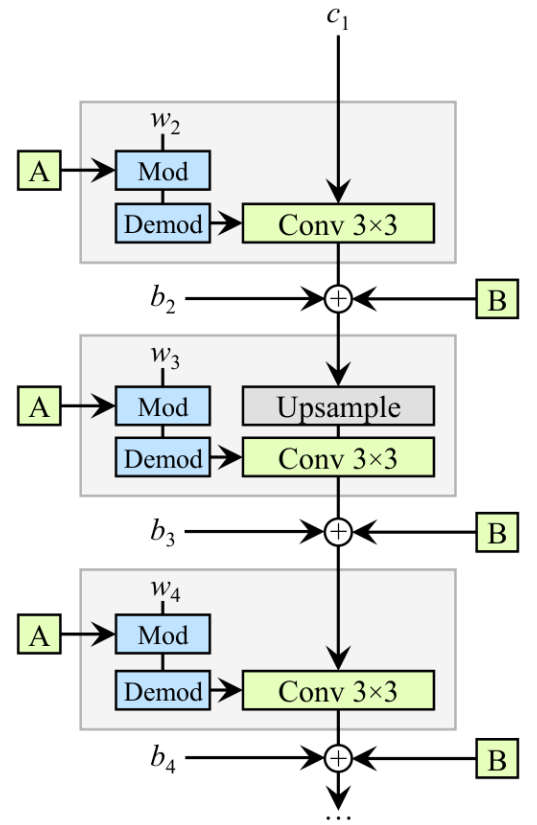 c₁
w₂
A Mod
Demod Conv 3×3
b₂ + B
w₃
A Mod Upsample
Demod Conv 3×3
b₃ + B
w₄
A Mod
Demod Conv 3×3
b₄ + B
...